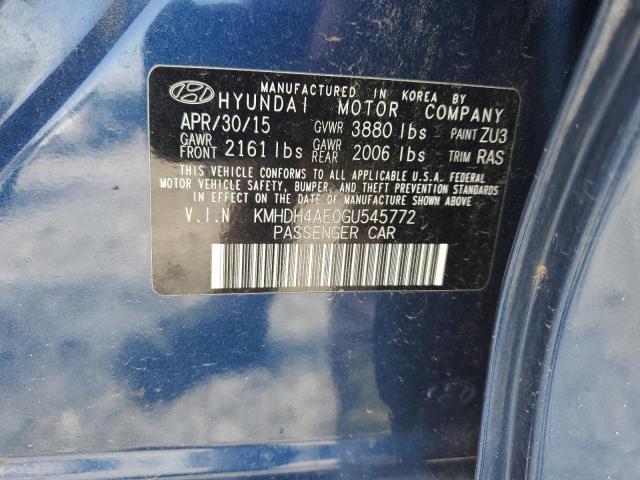 MANUFACTURED IN KOREA BY
HYUNDAI MOTOR COMPANY
APR/30/15 GVWR 3880 lbs PAINT ZU3
GAWR FRONT 2161 lbs GAWR REAR 2006 lbs TRIM RAS
THIS VEHICLE CONFORMS TO ALL APPLICABLE U.S.A. FEDERAL
MOTOR VEHICLE SAFETY, BUMPER, AND THEFT PREVENTION STANDARDS
IN EFFECT ON THE DATE OF MANUFACTURE SHOWN ABOVE.
V.I.N KMHDH4AE0GU545772
PASSENGER CAR